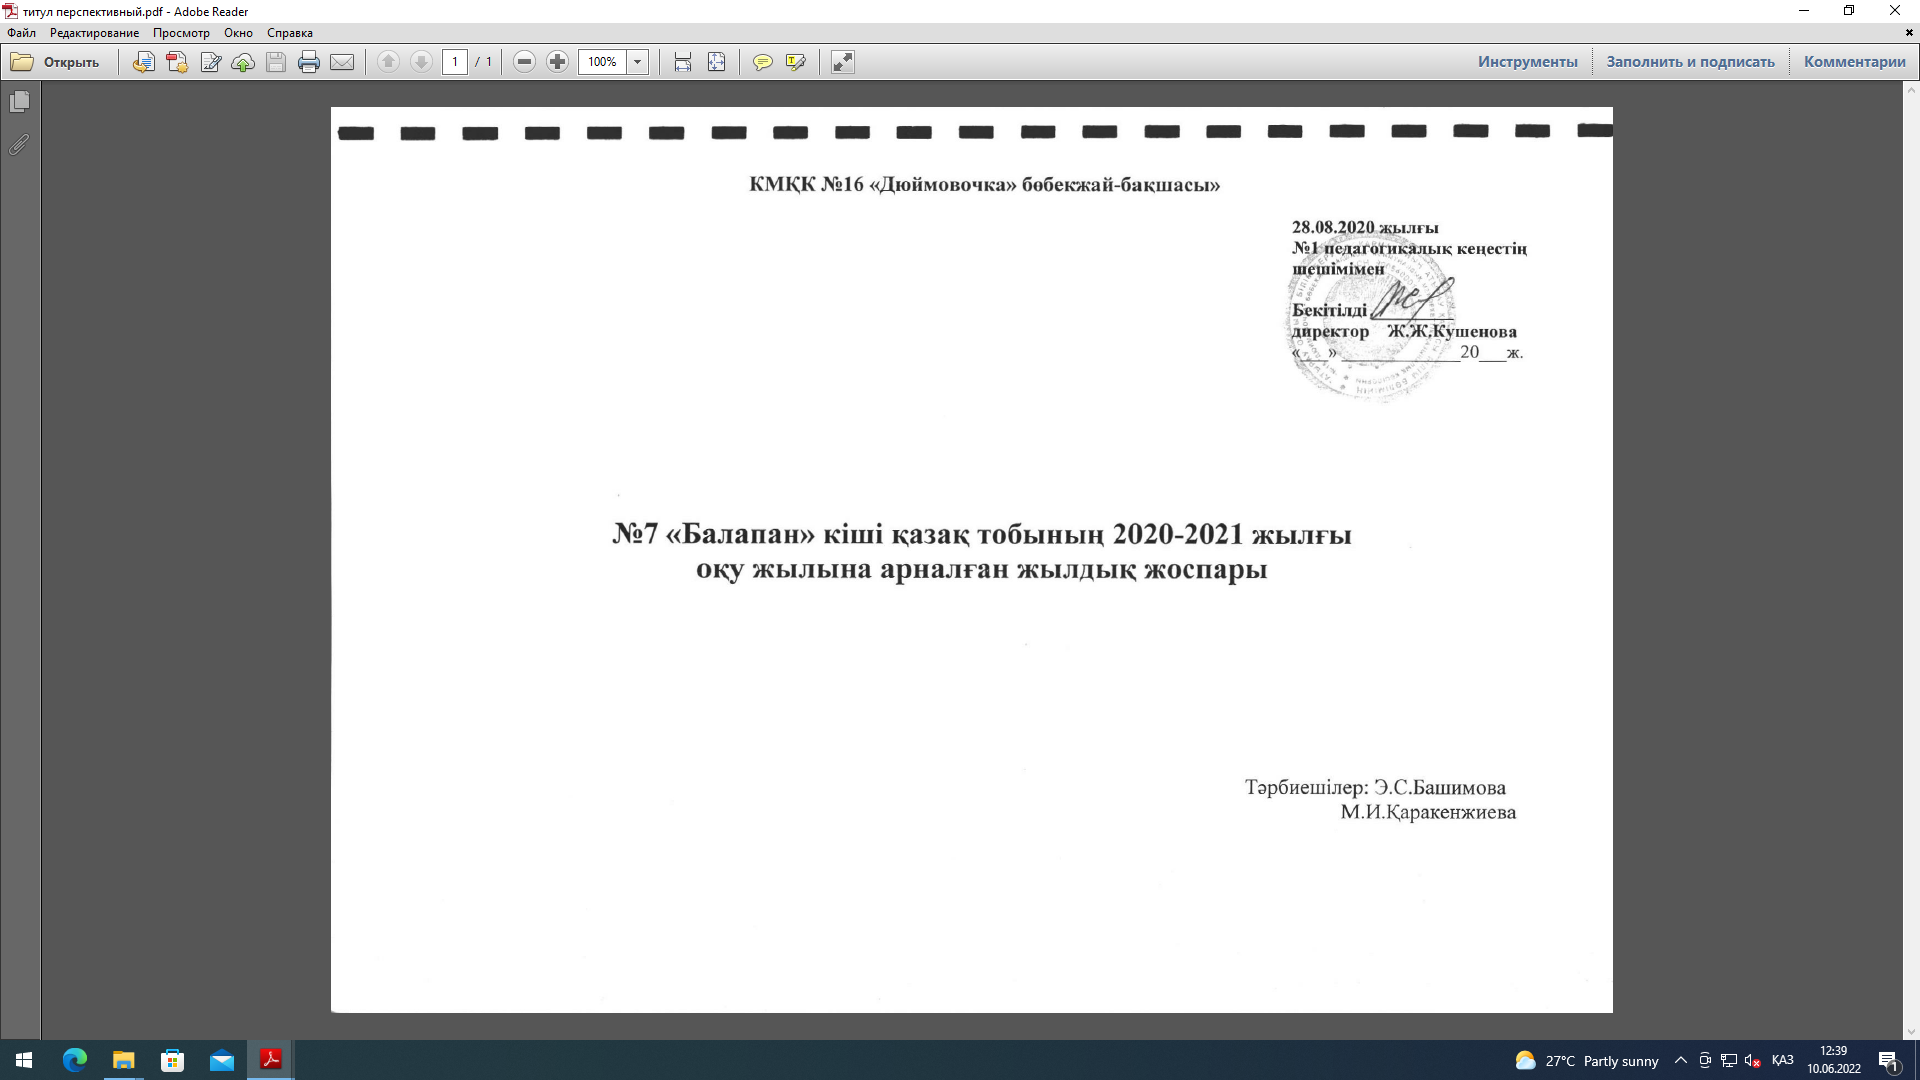 титул перспективный.pdf - Adobe Reader
Файл Редактирование Просмотр Окно Справка
Открыть 1 / 1 100% Инструменты Заполнить и подписать Комментарии
КМҚК №16 «Дюймовочка» бөбекжай-бақшасы»
28.08.2020 жылғы
№1 педагогикалық кеңестің
шешімімен
Бекітілді
директор Ж.Ж.Кушенова
«___» _____________20___ж.
№7 «Балапан» кіші қазақ тобының 2020-2021 жылғы
оқу жылына арналған жылдық жоспары
Тәрбиешілер: Э.С.Башимова
М.И.Қаракенжиева
27°C Partly sunny ҚАЗ 12:39
10.06.2022
1